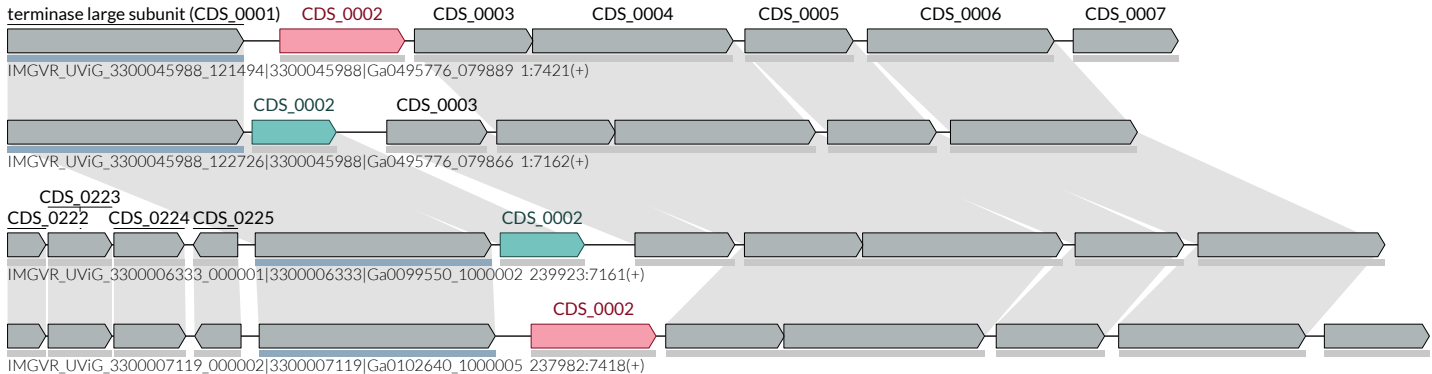 terminase large subunit (CDS_0001) CDS_0002 CDS_0003 CDS_0004 CDS_0005 CDS_0006 CDS_0007
IMGVR_UViG_3300045988_121494|3300045988|Ga0495776_079889 1:7421(+)
CDS_0002 CDS_0003
IMGVR_UViG_3300045988_122726|3300045988|Ga0495776_079866 1:7162(+)
CDS_0223
CDS_0222 CDS_0224 CDS_0225 CDS_0002
IMGVR_UViG_3300006333_000001|3300006333|Ga0099550_1000002 239923:7161(+)
CDS_0002
IMGVR_UViG_3300007119_000002|3300007119|Ga0102640_1000005 237982:7418(+)